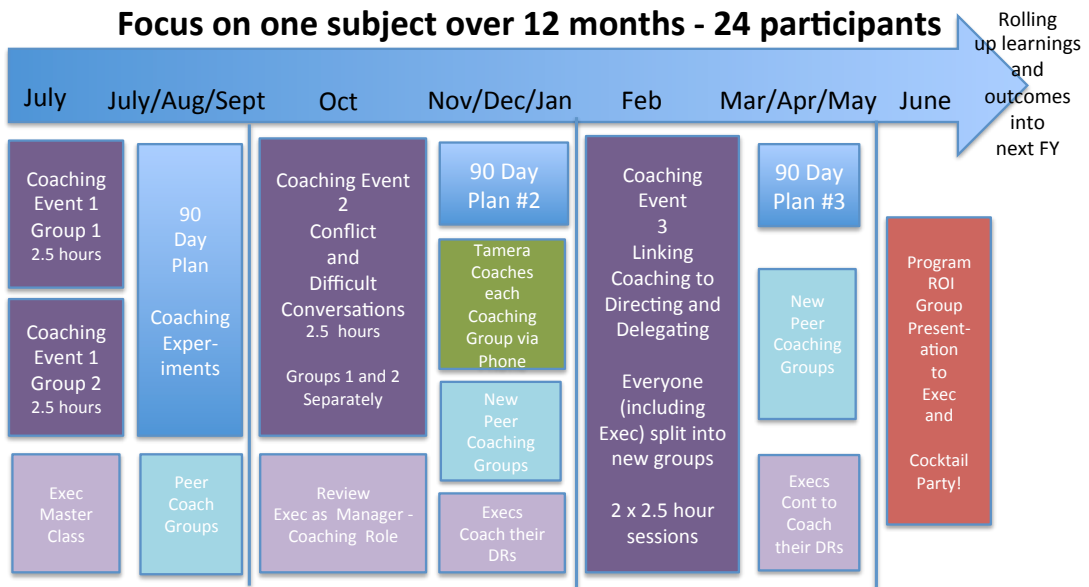 Focus on one subject over 12 months - 24 participants
Rolling
up learnings
and
outcomes
into
next FY
July
July/Aug/Sept
Oct
Nov/Dec/Jan
Feb
Mar/Apr/May
June
Coaching
Event 1
Group 1
2.5 hours
Coaching
Event 1
Group 2
2.5 hours
Exec
Master
Class
90
Day
Plan
Coaching
Exper-
iments
Peer
Coach
Groups
Coaching Event
2
Conflict
and
Difficult
Conversations
2.5 hours
Groups 1 and 2
Separately
Review
Exec as Manager -
Coaching Role
90 Day
Plan #2
Tamera
Coaches
each
Coaching
Group via
Phone
New
Peer
Coaching
Groups
Execs
Coach their
DRs
Coaching
Event
3
Linking
Coaching to
Directing and
Delegating
Everyone
(including
Exec) split into
new groups
2 x 2.5 hour
sessions
90 Day
Plan #3
New
Peer
Coaching
Groups
Execs
Cont to
Coach
their DRs
Program
ROI
Group
Present-
ation
to
Exec
and
Cocktail
Party!